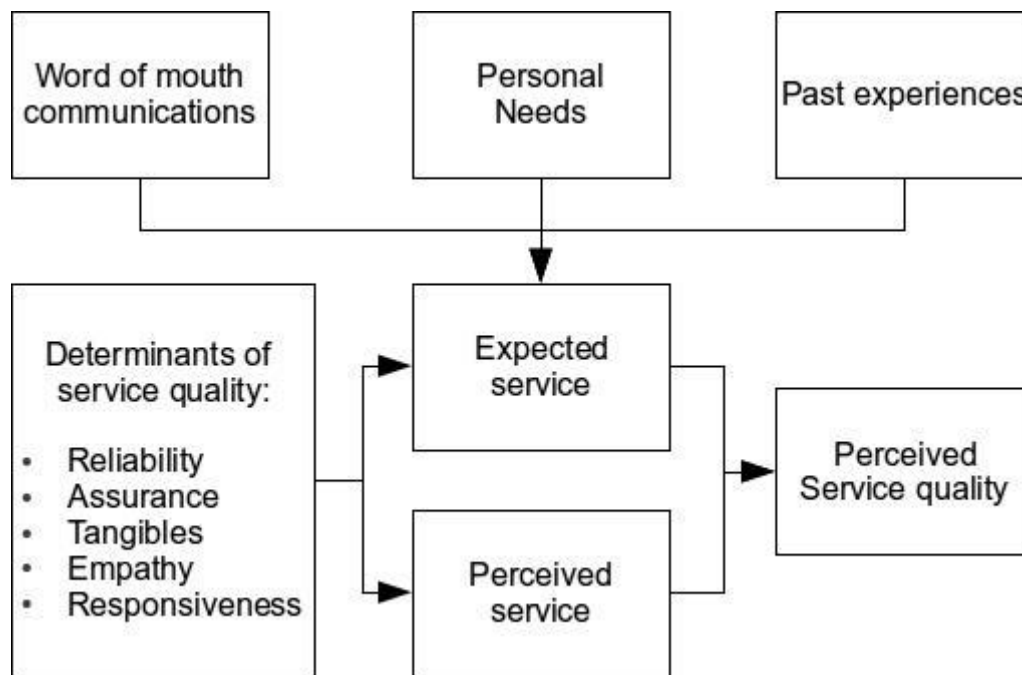 Word of mouth
communications
Personal
Needs
Past experiences
Determinants of
service quality:
• Reliability
• Assurance
• Tangibles
• Empathy
• Responsiveness
Expected
service
Perceived
service
Perceived
Service quality